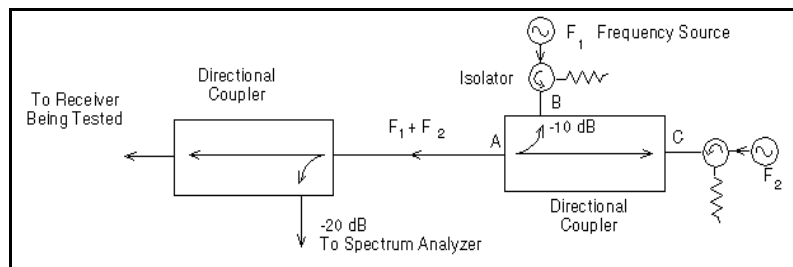 F1 Frequency Source
Isolator
Directional
Coupler
To Receiver
Being Tested
B
F1 + F2
A
-10 dB
C
F2
-20 dB
To Spectrum Analyzer
Directional
Coupler